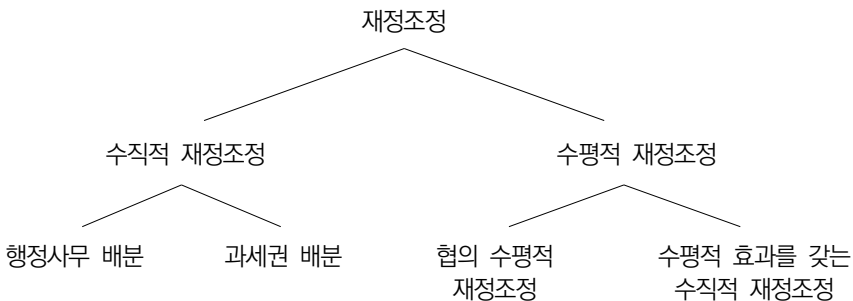 재정조정
수직적 재정조정
수평적 재정조정
행정사무 배분
과세권 배분
협의 수평적
재정조정
수평적 효과를 갖는
수직적 재정조정